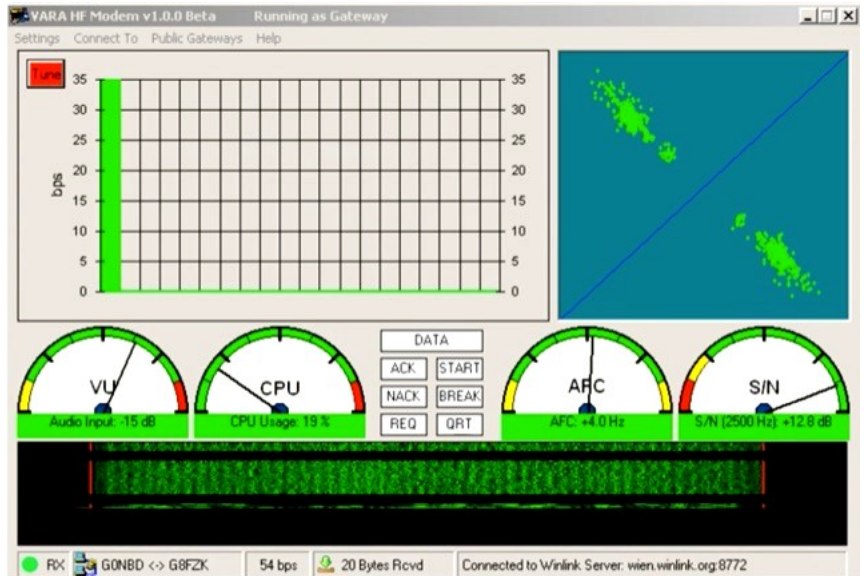 VARA HF Modem v1.0.0 Beta Running as Gateway
Settings Connect To Public Gateways Help
Tune
35 35
30 30
25 25
20 20
15 15
10 10
5 5
0 0
bps
VU
Audio Input: -15 dB
CPU
CPU Usage: 19 %
DATA
ACK START
NACK BREAK
REQ QRT
AFC
AFC: +4.0 Hz
S/N
S/N (2500 Hz): +12.8 dB
RX G0NBD <-> G8FZK 54 bps 20 Bytes Rcvd Connected to Winlink Server: wien.winlink.org:8772